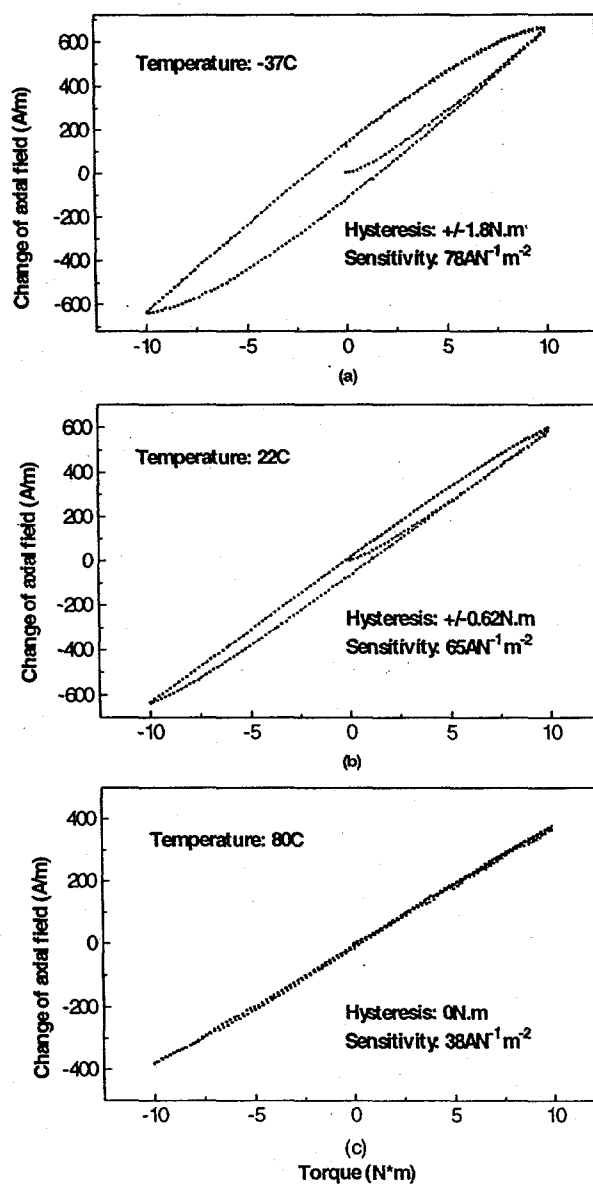 Temperature: -37C
Change of axial field (A/m)
600
400
200
0
-200
-400
-600
Hysteresis: +/-1.8N.m
Sensitivity: 78AN⁻¹m⁻²
-10
-5
0
5
10
(a)
Temperature: 22C
Change of axial field (A/m)
600
400
200
0
-200
-400
-600
Hysteresis: +/-0.62N.m
Sensitivity: 65AN⁻¹m⁻²
-10
-5
0
5
10
(b)
Temperature: 80C
Change of axial field (A/m)
400
200
0
-200
-400
Hysteresis: 0N.m
Sensitivity: 38AN⁻¹m⁻²
-10
-5
0
5
10
(c)
Torque (N*m)